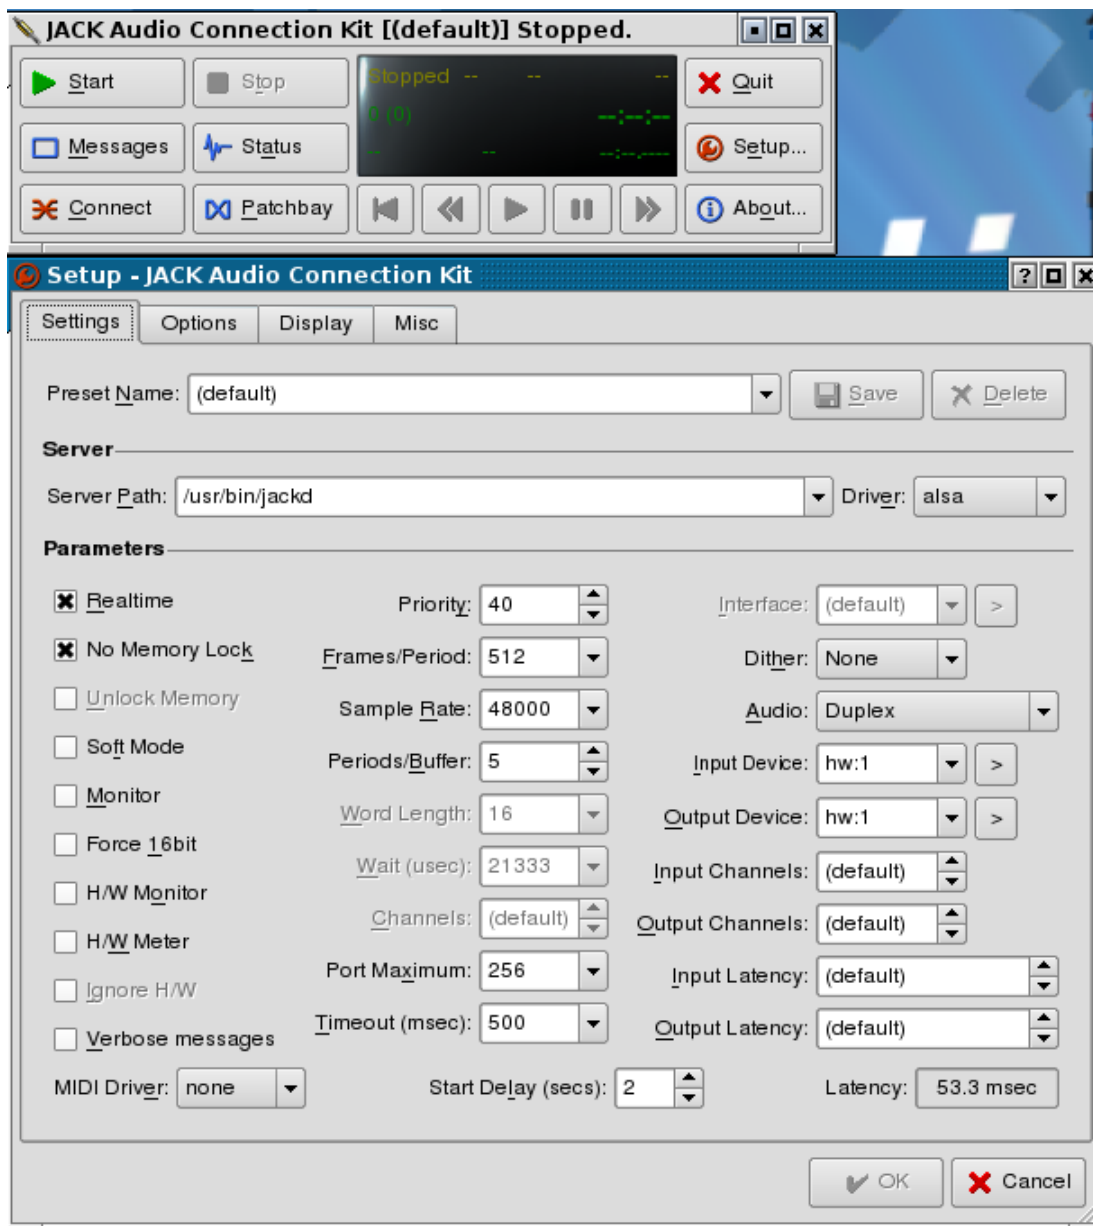 JACK Audio Connection Kit [(default)] Stopped.
Start Stop Stopped -- -- -- Quit
0 (0) --:--:--
Messages Status -- -- --:--.---- Setup...
Connect Patchbay About...
Setup - JACK Audio Connection Kit
Settings Options Display Misc
Preset Name: (default) Save Delete
Server
Server Path: /usr/bin/jackd Driver: alsa
Parameters
Realtime Priority: 40 Interface: (default) >
No Memory Lock Frames/Period: 512 Dither: None
Unlock Memory Sample Rate: 48000 Audio: Duplex
Soft Mode Periods/Buffer: 5 Input Device: hw:1 >
Monitor Word Length: 16 Output Device: hw:1 >
Force 16bit Wait (usec): 21333 Input Channels: (default)
H/W Monitor Channels: (default) Output Channels: (default)
H/W Meter Port Maximum: 256 Input Latency: (default)
Ignore H/W Timeout (msec): 500 Output Latency: (default)
Verbose messages
MIDI Driver: none Start Delay (secs): 2 Latency: 53.3 msec
OK Cancel